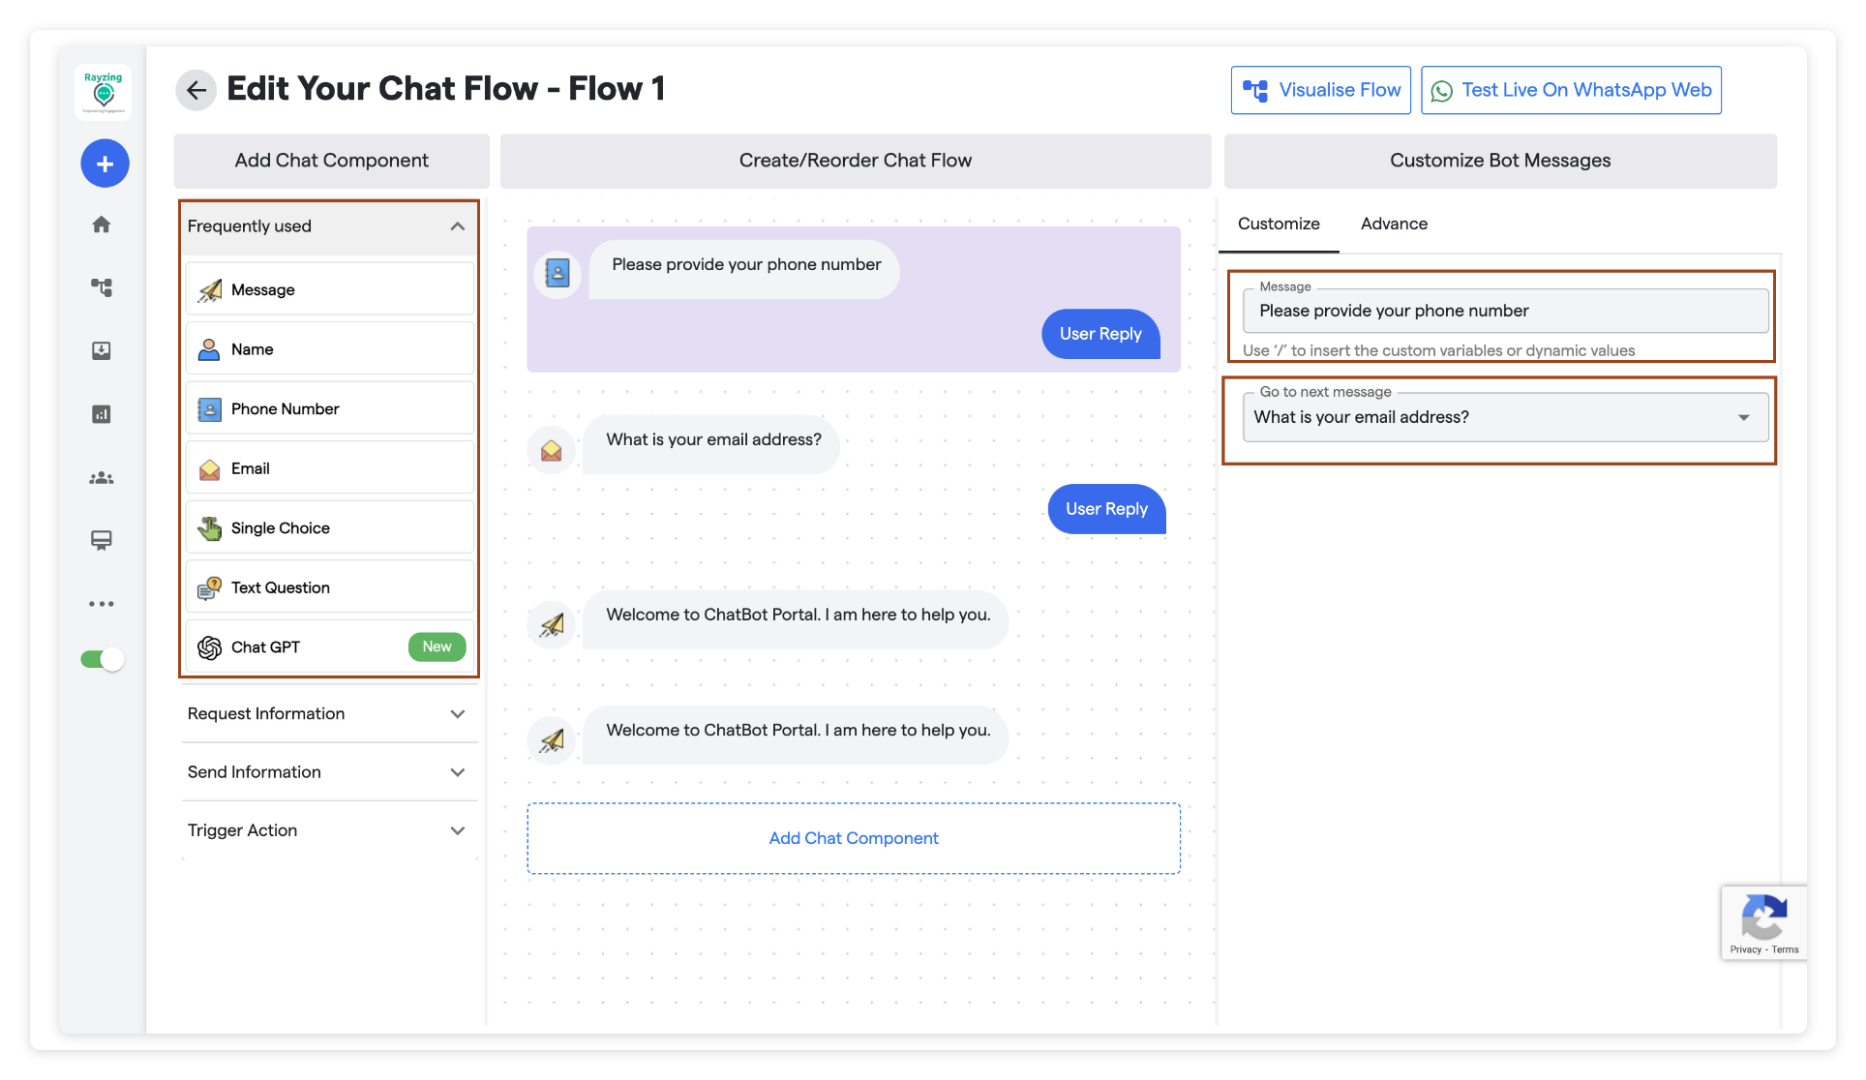 Rayzing
Edit Your Chat Flow - Flow 1
Visualise Flow
Test Live On WhatsApp Web
Add Chat Component
Create/Reorder Chat Flow
Customize Bot Messages
Frequently used
Message
Name
Phone Number
Email
Single Choice
Text Question
Chat GPT
New
Request Information
Send Information
Trigger Action
Please provide your phone number
User Reply
What is your email address?
User Reply
Welcome to ChatBot Portal. I am here to help you.
Welcome to ChatBot Portal. I am here to help you.
Add Chat Component
Customize
Advance
Message
Please provide your phone number
Use ‘/’ to insert the custom variables or dynamic values
Go to next message
What is your email address?
Privacy - Terms